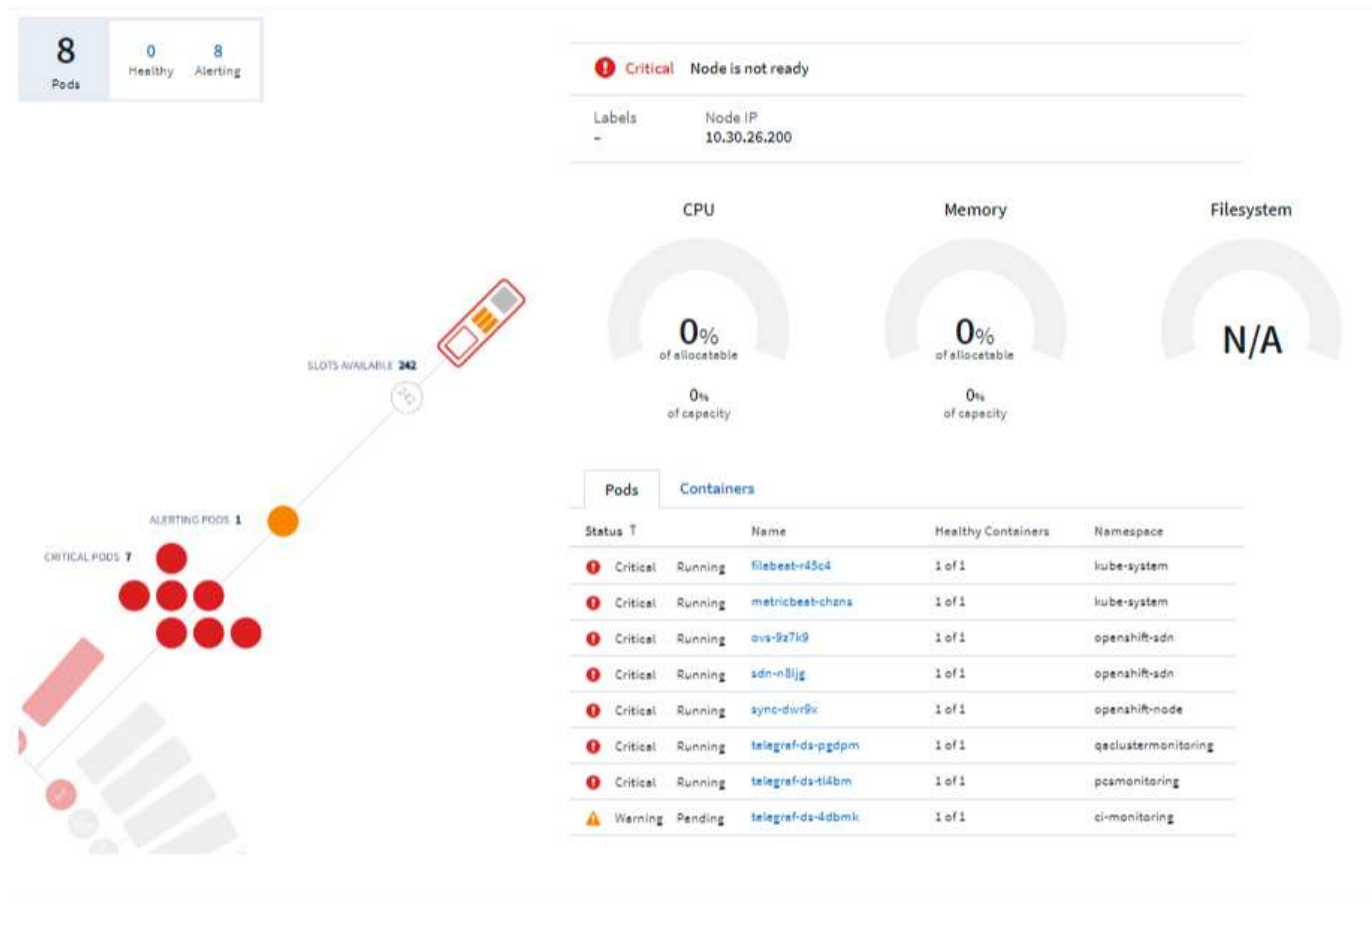 8
Pods
0
Healthy
8
Alerting
Critical Node is not ready
Labels
-
Node IP
10.30.26.200
CPU
0%
of allocatable
0%
of capacity
Memory
0%
of allocatable
0%
of capacity
Filesystem
N/A
SLOTS AVAILABLE 242
242
ALERTING PODS 1
CRITICAL PODS 7
Pods Containers
Status ↑ Name Healthy Containers Namespace
Critical Running filebeat-r45c4 1 of 1 kube-system
Critical Running metricbeat-chzns 1 of 1 kube-system
Critical Running ovs-9z7k9 1 of 1 openshift-sdn
Critical Running sdn-n8ljg 1 of 1 openshift-sdn
Critical Running sync-dwr9x 1 of 1 openshift-node
Critical Running telegraf-ds-pgdpm 1 of 1 qaclustermonitoring
Critical Running telegraf-ds-tl4bm 1 of 1 pcsmonitoring
Warning Pending telegraf-ds-4dbmk 1 of 1 ci-monitoring